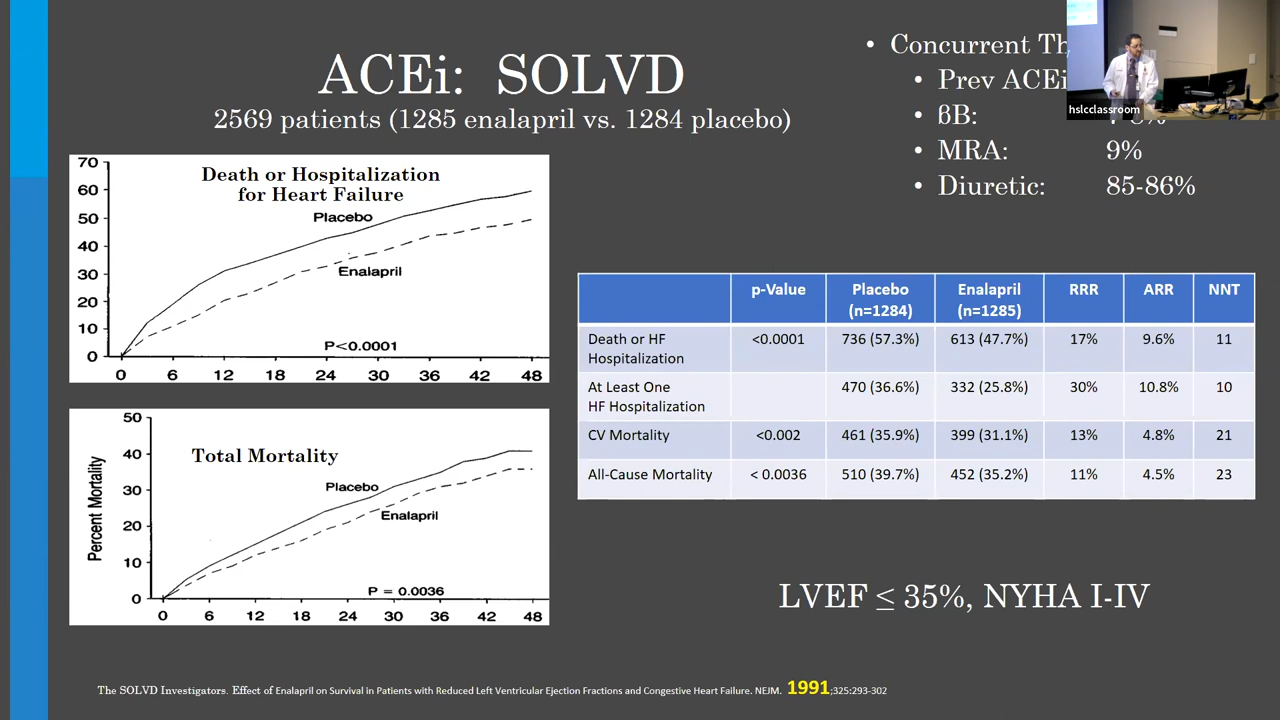 ACEi: SOLVD
2569 patients (1285 enalapril vs. 1284 placebo)
• Concurrent
• Prev ACEi
• βB:
• MRA: 9%
• Diuretic: 85-86%
hslcclassroom
Death or Hospitalization
for Heart Failure
Placebo
Enalapril
P<0.0001
70
60
50
40
30
20
10
0
0 6 12 18 24 30 36 42 48
Total Mortality
Percent Mortality
Placebo
Enalapril
P = 0.0036
50
40
30
20
10
0
0 6 12 18 24 30 36 42 48
p-Value Placebo (n=1284) Enalapril (n=1285) RRR ARR NNT
Death or HF Hospitalization <0.0001 736 (57.3%) 613 (47.7%) 17% 9.6% 11
At Least One HF Hospitalization 470 (36.6%) 332 (25.8%) 30% 10.8% 10
CV Mortality <0.002 461 (35.9%) 399 (31.1%) 13% 4.8% 21
All-Cause Mortality < 0.0036 510 (39.7%) 452 (35.2%) 11% 4.5% 23
LVEF ≤ 35%, NYHA I-IV
The SOLVD Investigators. Effect of Enalapril on Survival in Patients with Reduced Left Ventricular Ejection Fractions and Congestive Heart Failure. NEJM. 1991;325:293-302